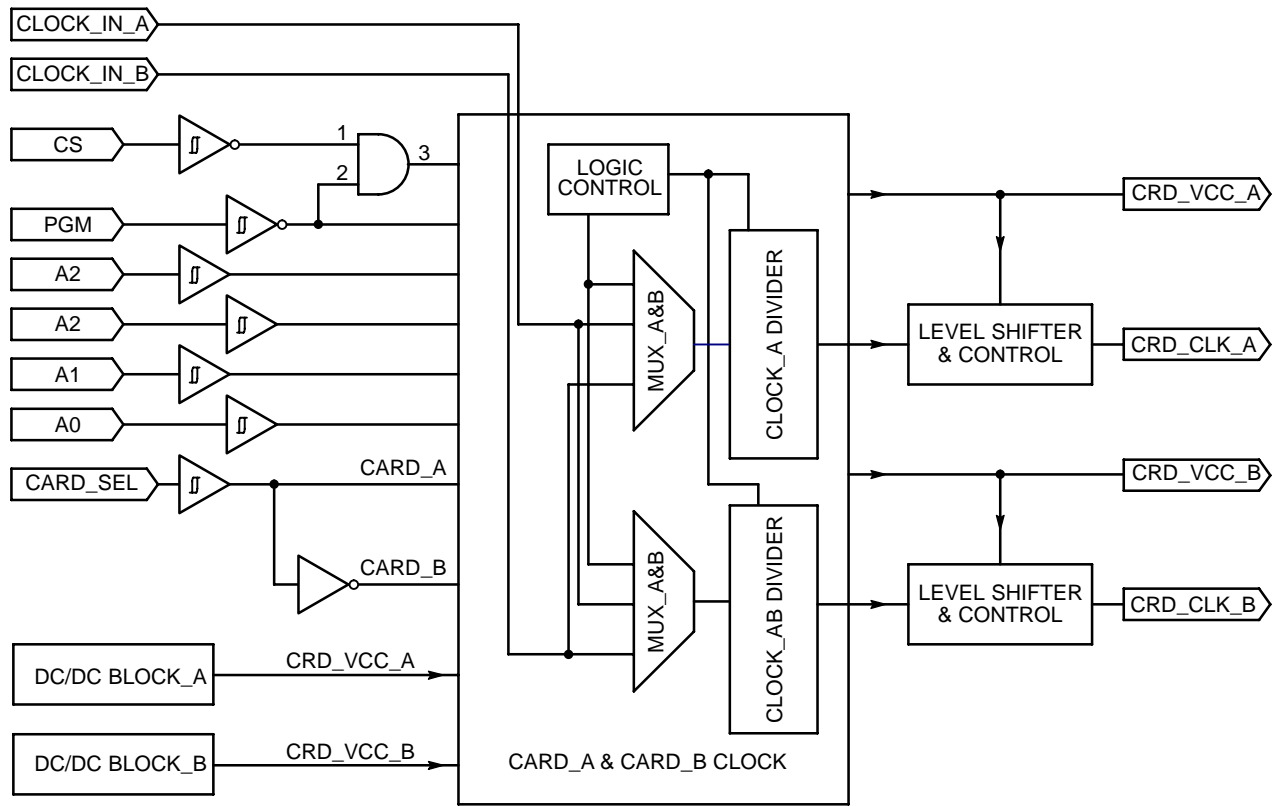 CLOCK_IN_A
CLOCK_IN_B
CS
1
2
3
PGM
A2
A2
A1
A0
CARD_SEL
CARD_A
CARD_B
DC/DC BLOCK_A
CRD_VCC_A
DC/DC BLOCK_B
CRD_VCC_B
LOGIC
CONTROL
MUX_A&B
CLOCK_A DIVIDER
MUX_A&B
CLOCK_AB DIVIDER
CARD_A & CARD_B CLOCK
CRD_VCC_A
LEVEL SHIFTER
& CONTROL
CRD_CLK_A
CRD_VCC_B
LEVEL SHIFTER
& CONTROL
CRD_CLK_B